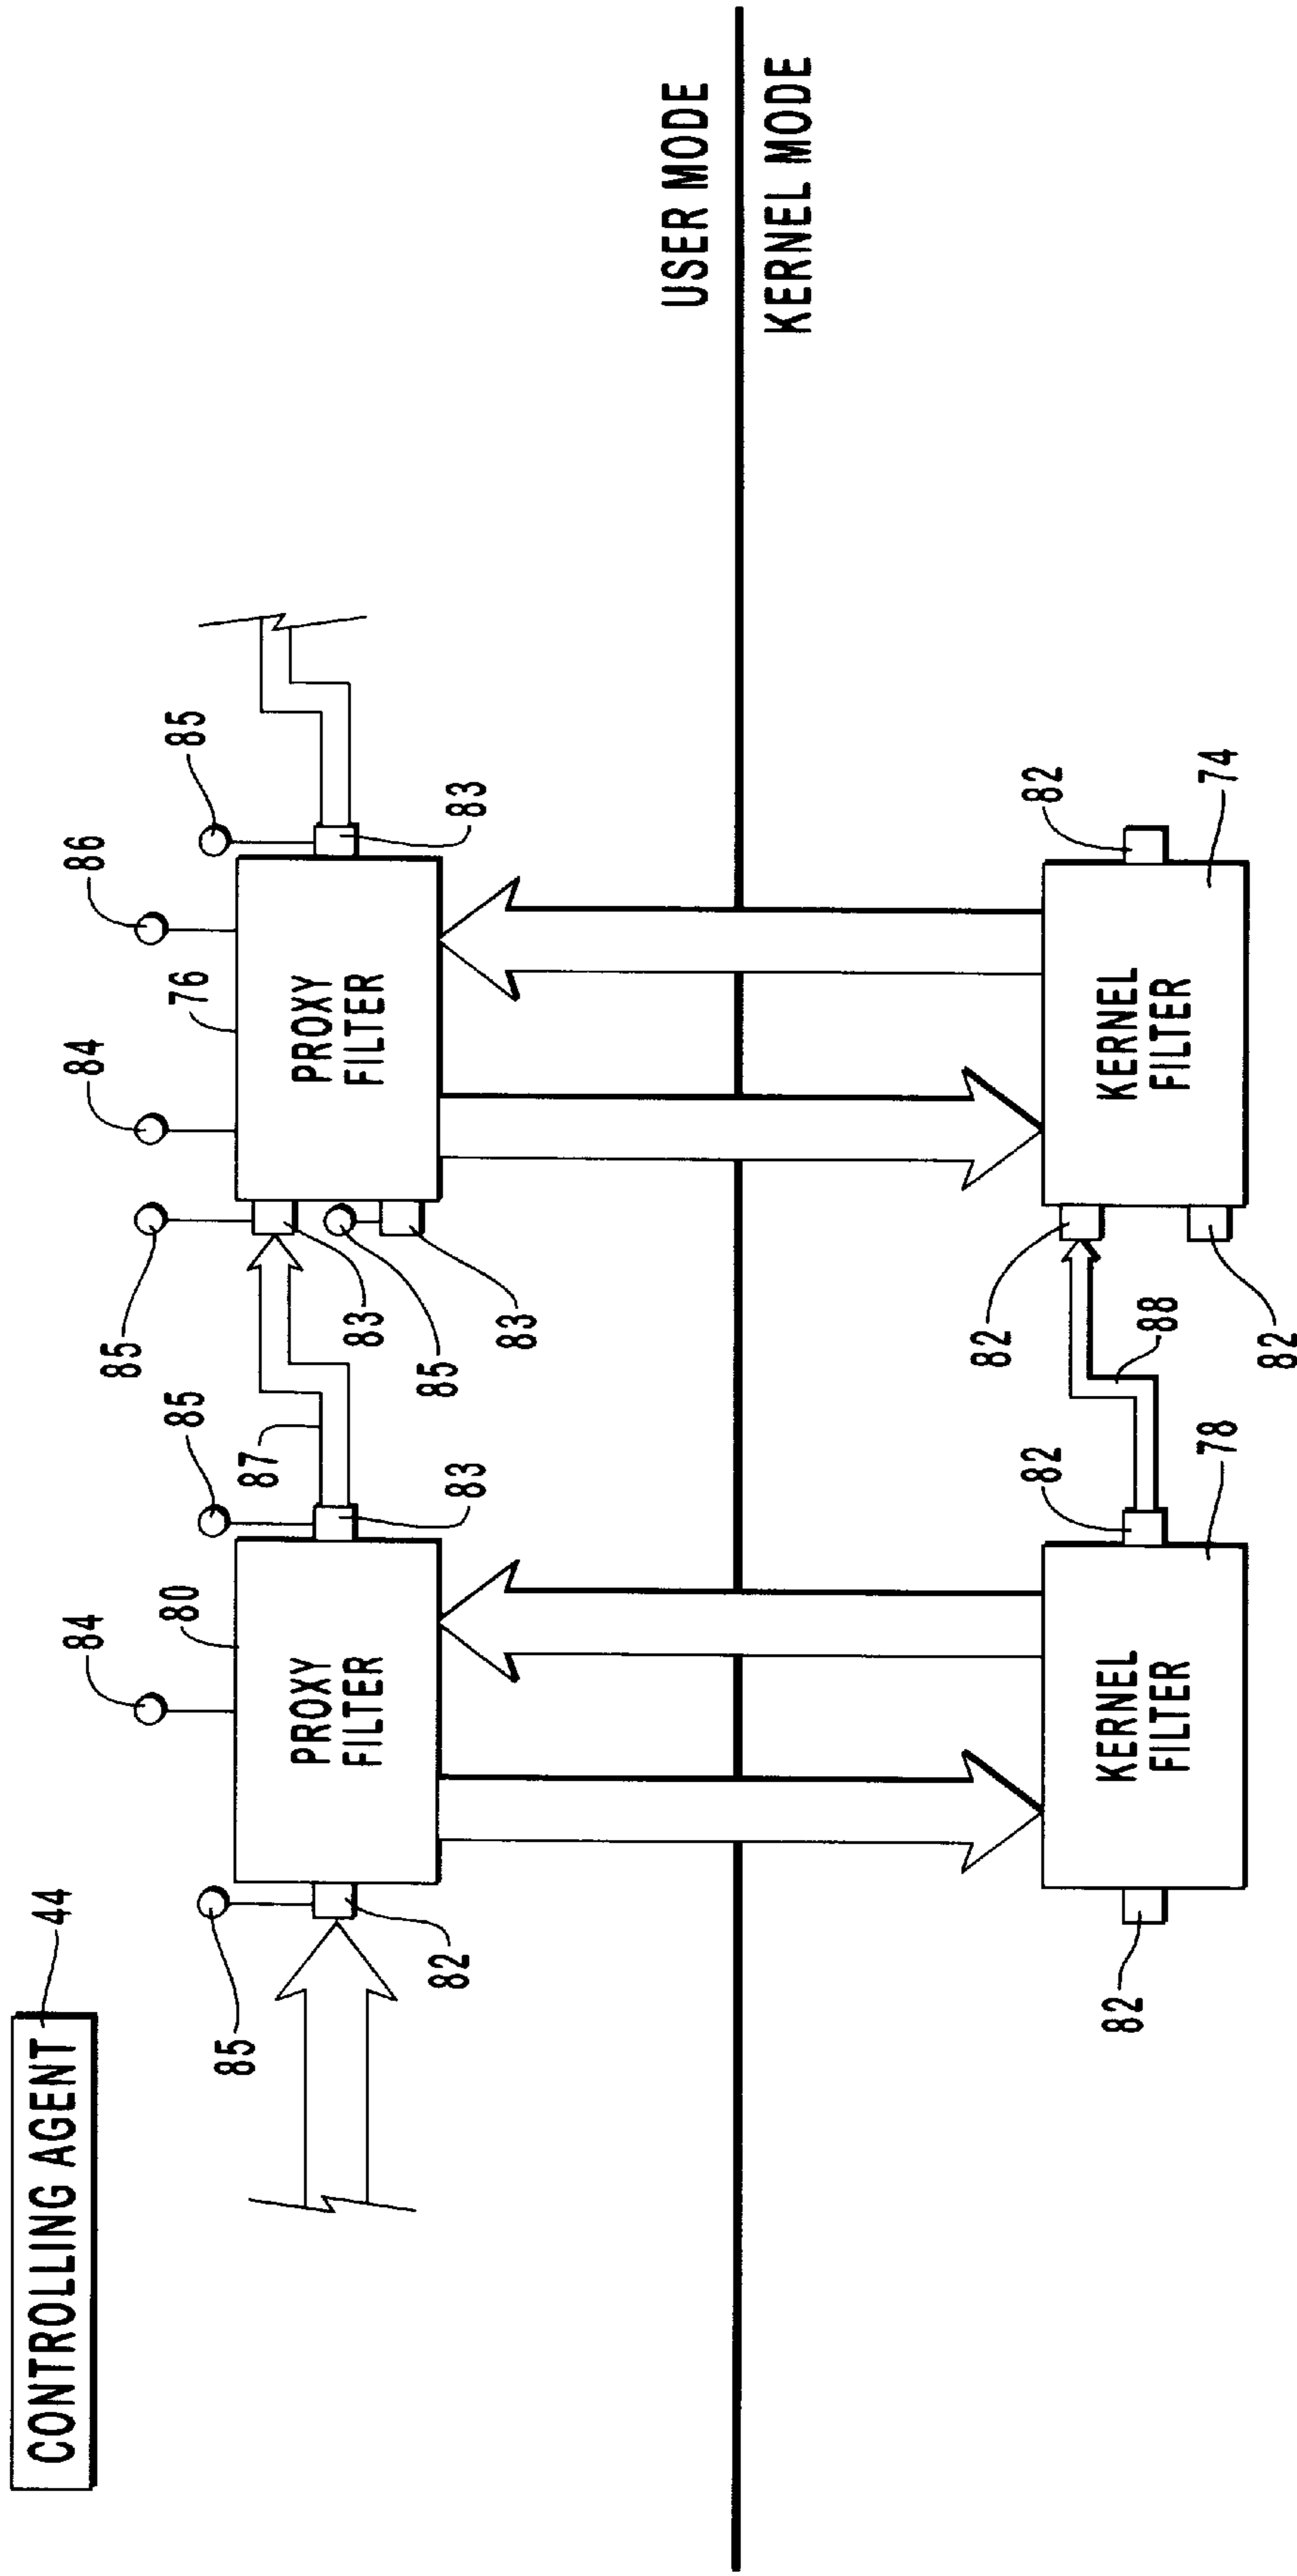 CONTROLLING AGENT
44
85
84
80
85
85
84
76
86
85
PROXY
FILTER
PROXY
FILTER
82
83
87
83
85
83
83
USER MODE
KERNEL MODE
82
82
88
82
82
82
KERNEL
FILTER
78
KERNEL
FILTER
74